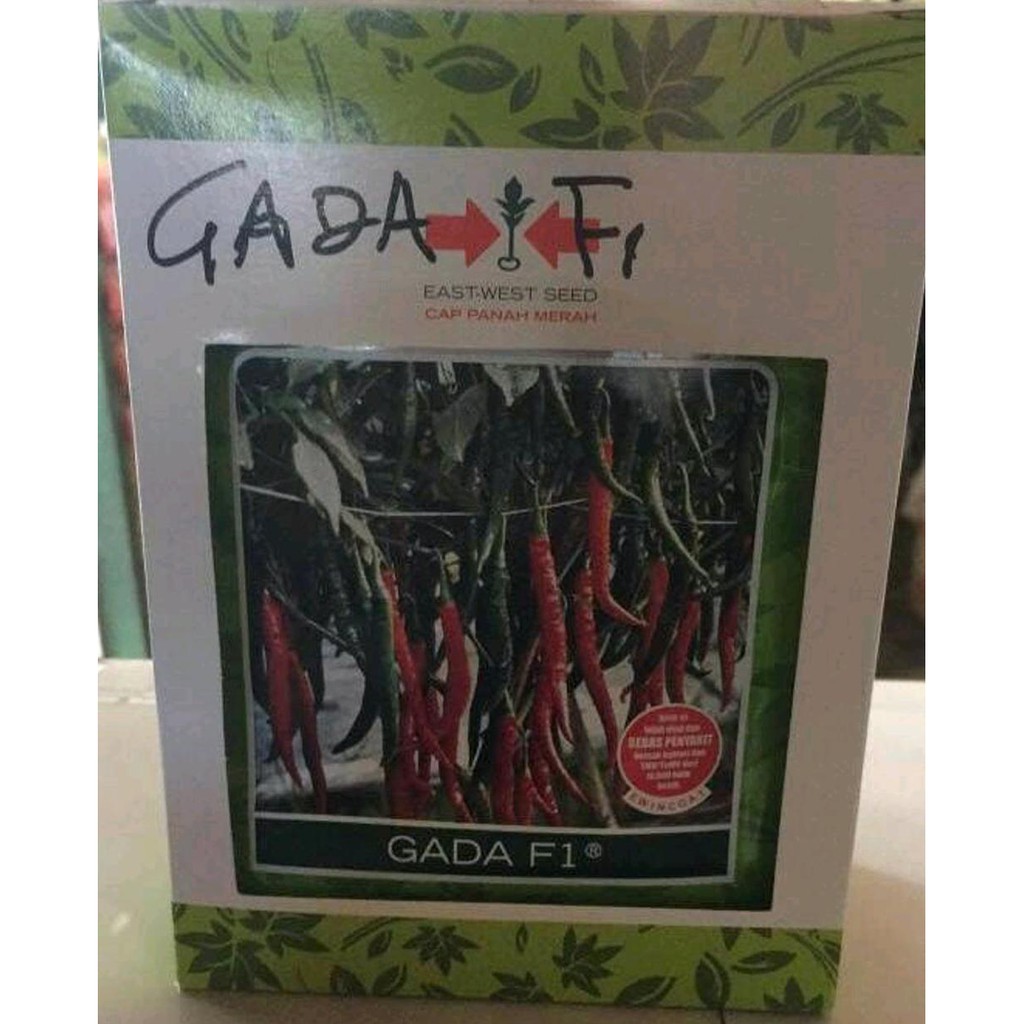 GADA F1
EAST-WEST SEED
CAP PANAH MERAH
BEBAS PENYAKIT
GADA F1®